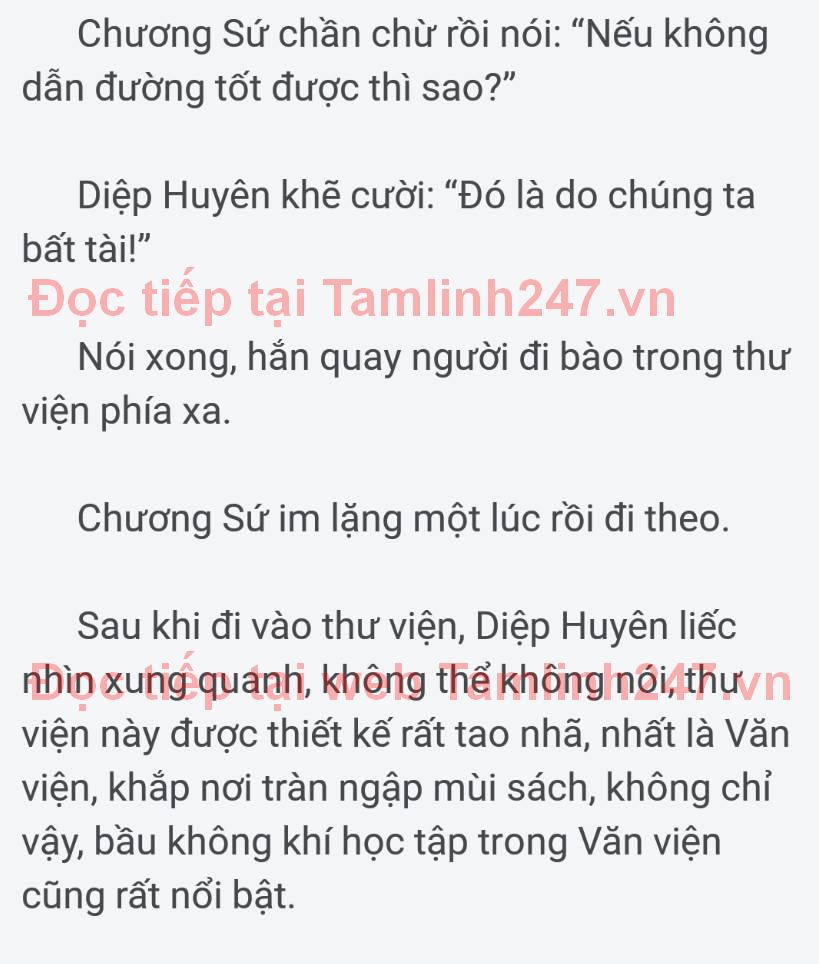 Chương Sứ chần chừ rồi nói: “Nếu không
dẫn đường tốt được thì sao?”
Diệp Huyên khẽ cười: “Đó là do chúng ta
bất tài!”
Đọc tiếp tại Tamlinh247.vn
Nói xong, hắn quay người đi bào trong thư
viện phía xa.
Chương Sứ im lặng một lúc rồi đi theo.
Sau khi đi vào thư viện, Diệp Huyên liếc
nhìn xung quanh, không thể không nói, thư
Đọc tiếp tại web Tamlinh247.vn
viện này được thiết kế rất tao nhã, nhất là Văn
viện, khắp nơi tràn ngập mùi sách, không chỉ
vậy, bầu không khí học tập trong Văn viện
cũng rất nổi bật.